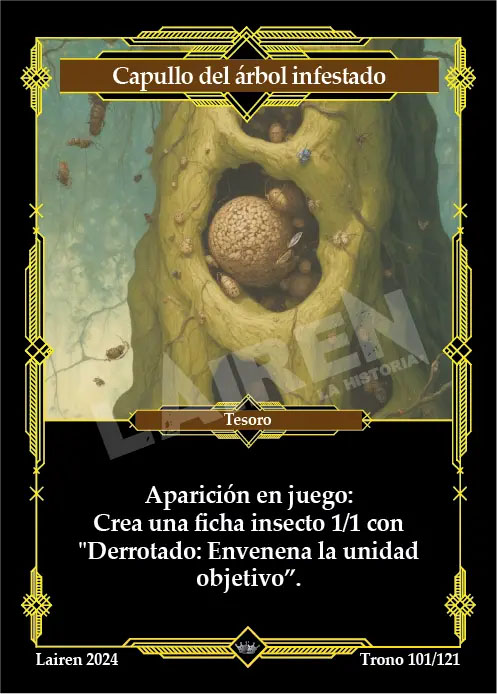 Capullo del árbol infestado
LAIREN
LA HISTORIA.
Tesoro
Aparición en juego:
Crea una ficha insecto 1/1 con
"Derrotado: Envenena la unidad
objetivo”.
Lairen 2024
Trono 101/121